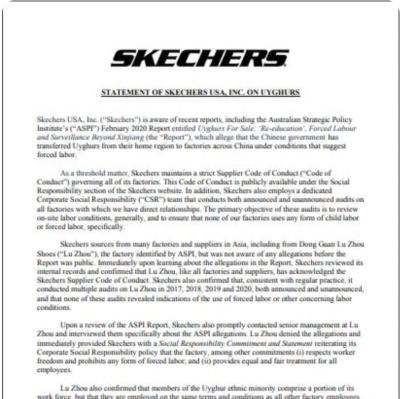 SKECHERS
STATEMENT OF SKECHERS USA, INC. ON UYGHURS
Skechers USA, Inc. ("Skechers") is aware of recent reports, including the Australian Strategic Policy
Institute's ("ASPI") February 2020 Report entitled Uyghurs For Sale: 'Re-education', Forced Labour
and Surveillance Beyond Xinjiang (the "Report"), which allege that the Chinese government has
transferred Uyghurs from their home region to factories across China under conditions that suggest
forced labor.
As a threshold matter, Skechers maintains a strict Supplier Code of Conduct ("Code of
Conduct") governing all of its factories. This Code of Conduct is publicly available under the Social
Responsibility section of the Skechers website. In addition, Skechers also employs a dedicated
Corporate Social Responsibility ("CSR") team that conducts both announced and unannounced audits on
all factories with which we have direct relationships. The primary objective of these audits is to review
on-site labor conditions, generally, and to ensure that none of our factories uses any form of child labor
or forced labor, specifically.
Skechers sources from many factories and suppliers in Asia, including from Dong Guan Lu Zhou
Shoes ("Lu Zhou"), the factory identified by ASPI, but was not aware of any allegations before the
Report was public. Immediately upon learning about the allegations in the Report, Skechers reviewed its
internal records and confirmed that Lu Zhou, like all factories and suppliers, has acknowledged the
Skechers Supplier Code of Conduct. Skechers also confirmed that, consistent with regular practice, it
conducted multiple audits on Lu Zhou in 2017, 2018, 2019 and 2020, both announced and unannounced,
and that none of these audits revealed indications of the use of forced labor or other concerning labor
conditions.
Upon a review of the ASPI Report, Skechers also promptly contacted senior management at Lu
Zhou and interviewed them specifically about the ASPI allegations. Lu Zhou denied the allegations and
immediately provided Skechers with a Social Responsibility Commitment and Statement reiterating its
Corporate Social Responsibility policy that the factory, among other commitments (i) respects worker
freedom and prohibits any form of forced labor; and (ii) provides equal and fair treatment for all
employees.
Lu Zhou also confirmed that members of the Uyghur ethnic minority comprise a portion of its
work force, but that they are employed on the same terms and conditions as all other factory employees